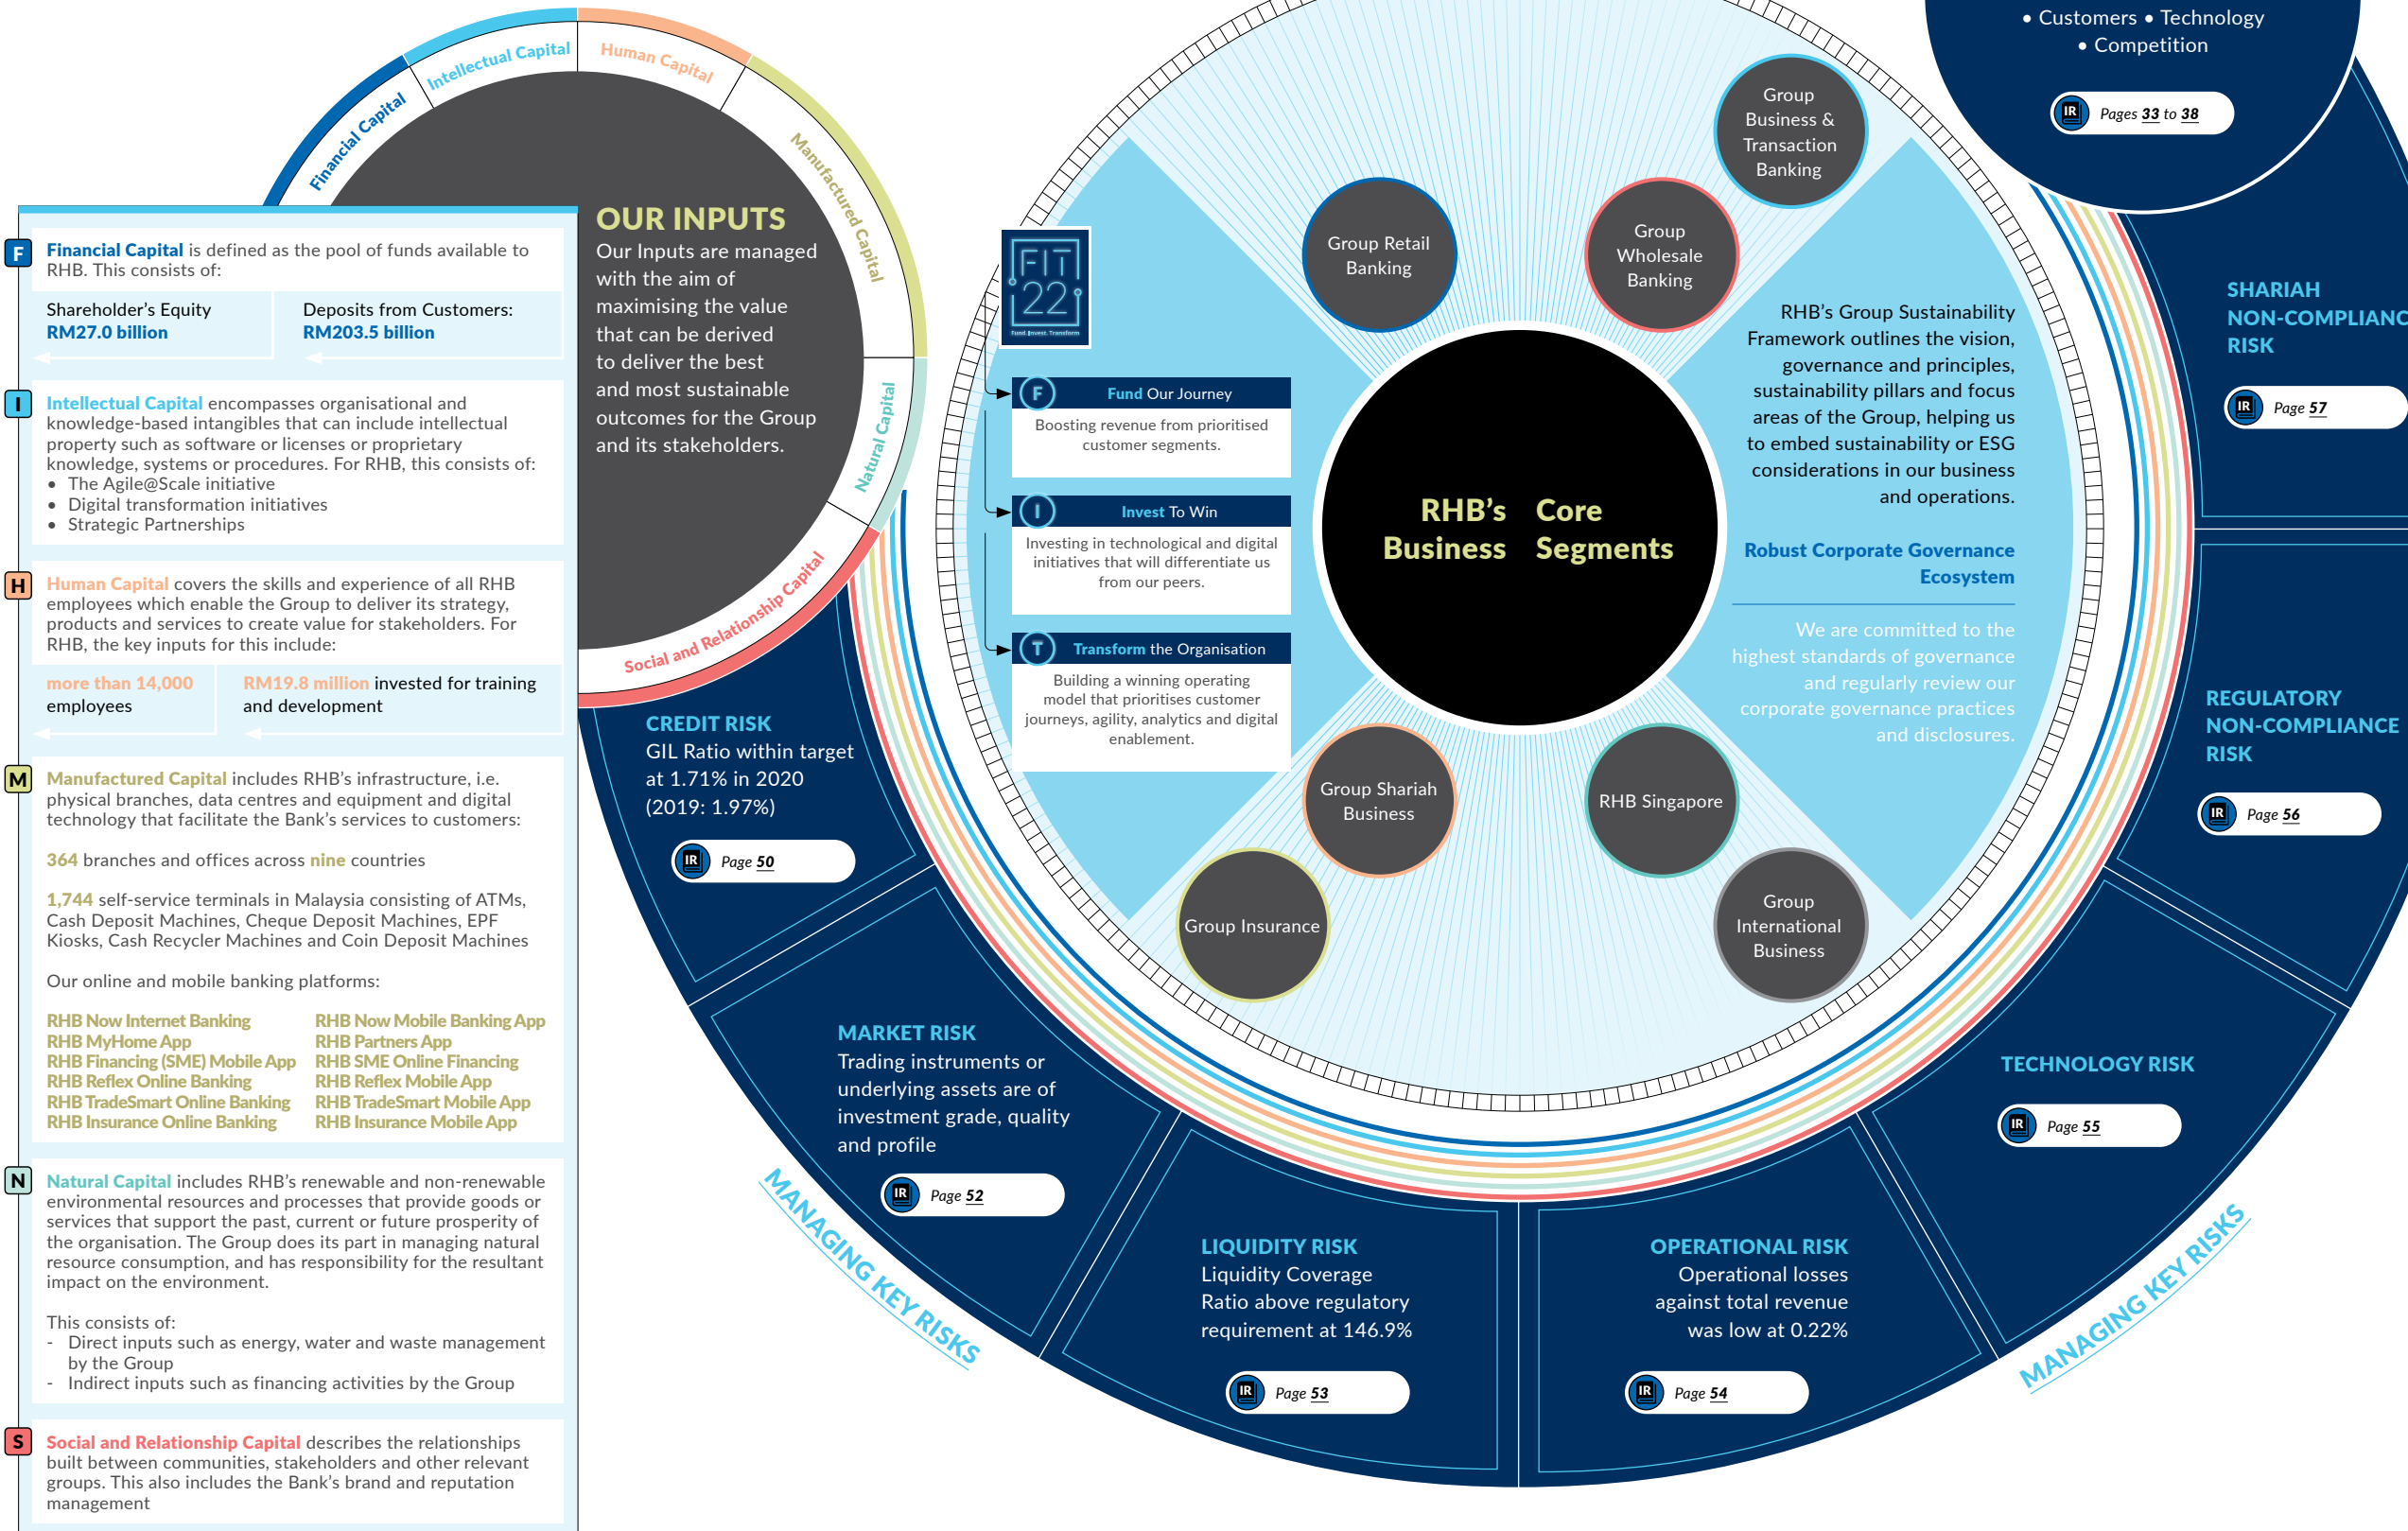 Financial Capital
Intellectual Capital
Human Capital
Manufactured Capital
Natural Capital
Social and Relationship Capital
OUR INPUTS
Our Inputs are managed
with the aim of
maximising the value
that can be derived
to deliver the best
and most sustainable
outcomes for the Group
and its stakeholders.
F
Financial Capital is defined as the pool of funds available to
RHB. This consists of:
Shareholder's Equity
RM27.0 billion
Deposits from Customers:
RM203.5 billion
I
Intellectual Capital encompasses organisational and
knowledge-based intangibles that can include intellectual
property such as software or licenses or proprietary
knowledge, systems or procedures. For RHB, this consists of:
• The Agile@Scale initiative
• Digital transformation initiatives
• Strategic Partnerships
H
Human Capital covers the skills and experience of all RHB
employees which enable the Group to deliver its strategy,
products and services to create value for stakeholders. For
RHB, the key inputs for this include:
more than 14,000
employees
RM19.8 million invested for training
and development
M
Manufactured Capital includes RHB's infrastructure, i.e.
physical branches, data centres and equipment and digital
technology that facilitate the Bank's services to customers:
364 branches and offices across nine countries
1,744 self-service terminals in Malaysia consisting of ATMs,
Cash Deposit Machines, Cheque Deposit Machines, EPF
Kiosks, Cash Recycler Machines and Coin Deposit Machines
Our online and mobile banking platforms:
RHB Now Internet Banking
RHB MyHome App
RHB Financing (SME) Mobile App
RHB Reflex Online Banking
RHB TradeSmart Online Banking
RHB Insurance Online Banking
RHB Now Mobile Banking App
RHB Partners App
RHB SME Online Financing
RHB Reflex Mobile App
RHB TradeSmart Mobile App
RHB Insurance Mobile App
N
Natural Capital includes RHB's renewable and non-renewable
environmental resources and processes that provide goods or
services that support the past, current or future prosperity of
the organisation. The Group does its part in managing natural
resource consumption, and has responsibility for the resultant
impact on the environment.
This consists of:
- Direct inputs such as energy, water and waste management
by the Group
- Indirect inputs such as financing activities by the Group
S
Social and Relationship Capital describes the relationships
built between communities, stakeholders and other relevant
groups. This also includes the Bank's brand and reputation
management
FIT
22
Fund. Invest. Transform
F
Fund Our Journey
Boosting revenue from prioritised
customer segments.
I
Invest To Win
Investing in technological and digital
initiatives that will differentiate us
from our peers.
T
Transform the Organisation
Building a winning operating
model that prioritises customer
journeys, agility, analytics and digital
enablement.
Group Retail
Banking
Group
Wholesale
Banking
Group
Business &
Transaction
Banking
RHB's Core
Business Segments
Group Shariah
Business
Group Insurance
RHB Singapore
Group
International
Business
RHB's Group Sustainability
Framework outlines the vision,
governance and principles,
sustainability pillars and focus
areas of the Group, helping us
to embed sustainability or ESG
considerations in our business
and operations.
Robust Corporate Governance
Ecosystem
We are committed to the
highest standards of governance
and regularly review our
corporate governance practices
and disclosures.
• Customers • Technology
• Competition
IR
Pages 33 to 38
CREDIT RISK
GIL Ratio within target
at 1.71% in 2020
(2019: 1.97%)
IR
Page 50
MARKET RISK
Trading instruments or
underlying assets are of
investment grade, quality
and profile
IR
Page 52
LIQUIDITY RISK
Liquidity Coverage
Ratio above regulatory
requirement at 146.9%
IR
Page 53
OPERATIONAL RISK
Operational losses
against total revenue
was low at 0.22%
IR
Page 54
TECHNOLOGY RISK
IR
Page 55
REGULATORY
NON-COMPLIANCE
RISK
IR
Page 56
SHARIAH
NON-COMPLIANC
RISK
IR
Page 57
MANAGING KEY RISKS
MANAGING KEY RISKS